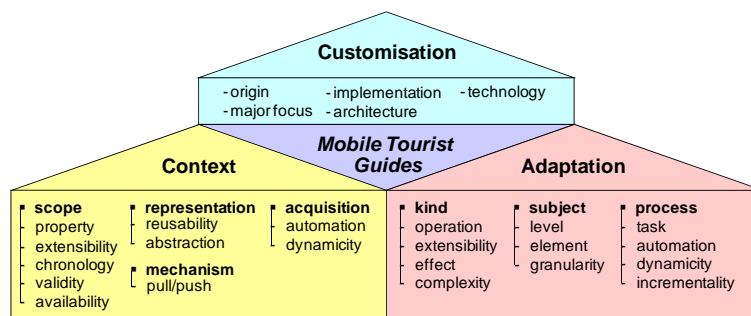 Customisation
- origin
- major focus
- implementation
- architecture
- technology
Mobile Tourist
Guides
Context
scope
property
extensibility
chronology
validity
availability
representation
reusability
abstraction
mechanism
pull/push
acquisition
automation
dynamicity
Adaptation
kind
operation
extensibility
effect
complexity
subject
level
element
granularity
process
task
automation
dynamicity
incrementality